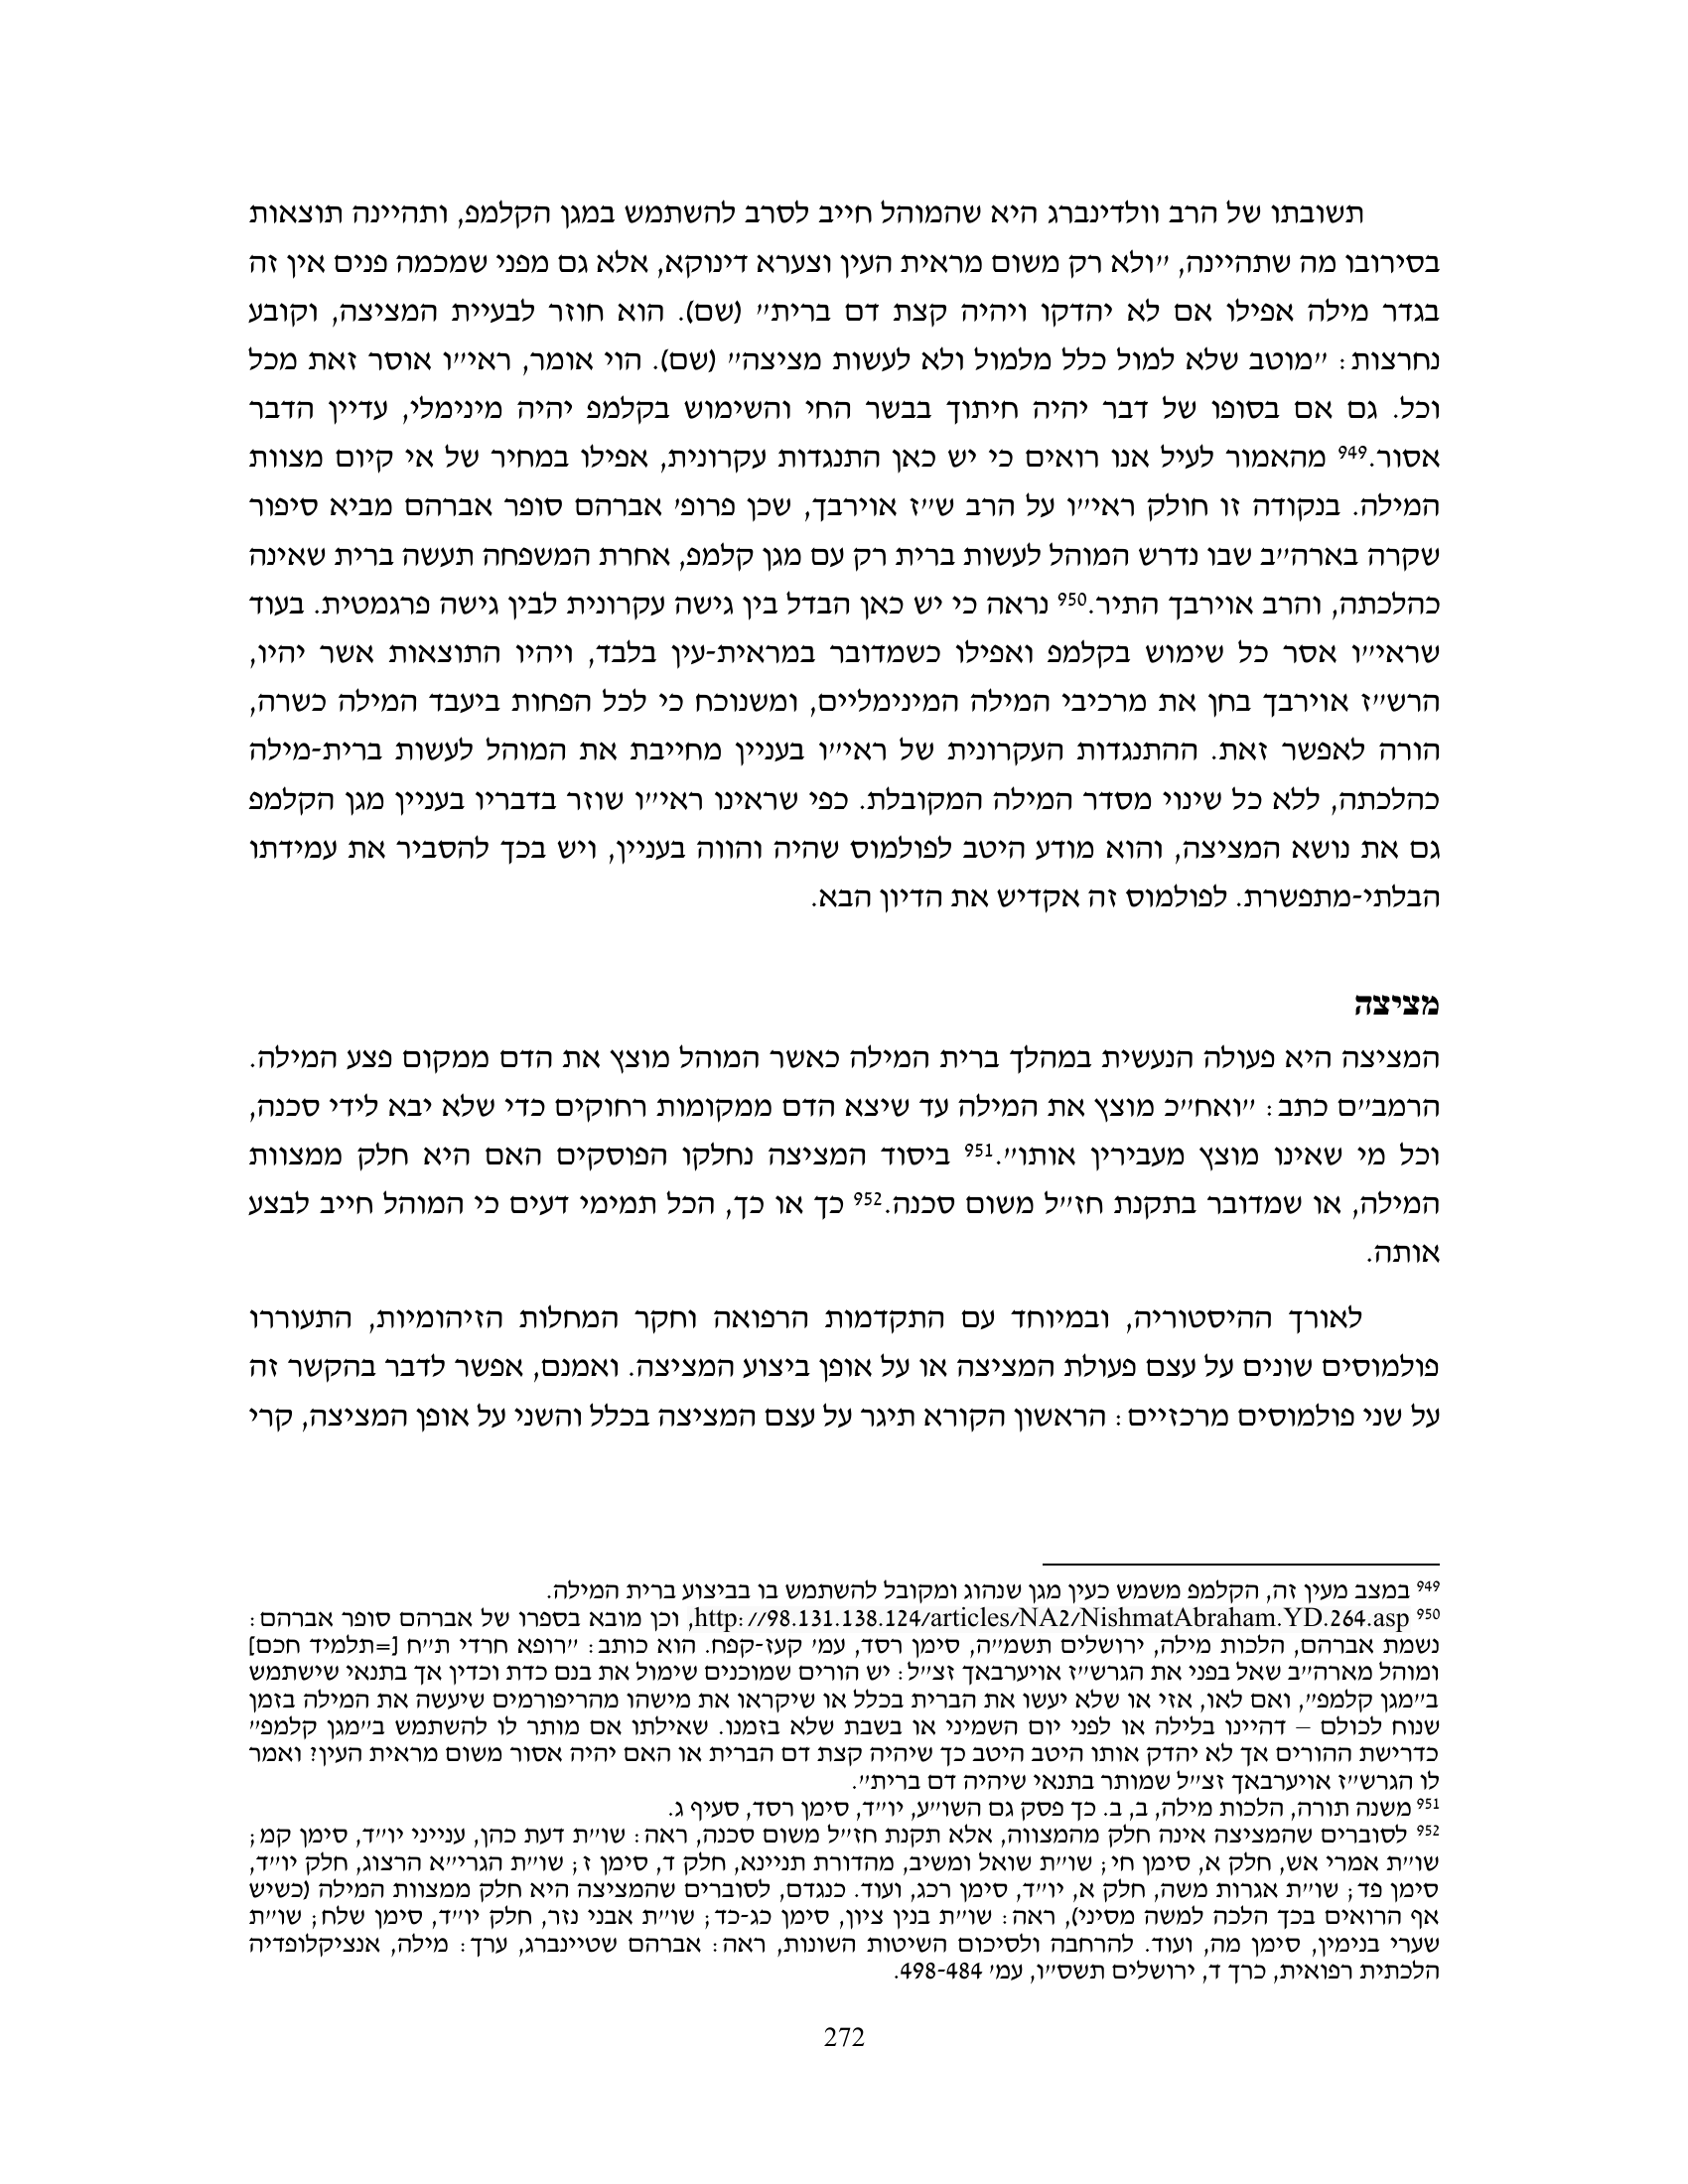 תשובתו של הרב וולדינברג היא שהמוהל חייב לסרב להשתמש במגן הקלמפ, ותהיינה תוצאות
בסירובו מה שתהיינה, "ולא רק משום מראית העין וצערא דינוקא, אלא גם מפני שמכמה פנים אין זה
בגדר מילה אפילו אם לא יהדקו ויהיה קצת דם ברית" (שם). הוא חוזר לבעיית המציצה, וקובע
נחרצות: "מוטב שלא למול כלל מלמול ולא לעשות מציצה" (שם). הוי אומר, ראי"ו אוסר זאת מכל
וכל. גם אם בסופו של דבר יהיה חיתוך בבשר החי והשימוש בקלמפ יהיה מינימלי, עדיין הדבר
אסור.949 מהאמור לעיל אנו רואים כי יש כאן התנגדות עקרונית, אפילו במחיר של אי קיום מצוות
המילה. בנקודה זו חולק ראי"ו על הרב ש"ז אוירבך, שכן פרופ' אברהם סופר אברהם מביא סיפור
שקרה בארה"ב שבו נדרש המוהל לעשות ברית רק עם מגן קלמפ, אחרת המשפחה תעשה ברית שאינה
כהלכתה, והרב אוירבך התיר.950 נראה כי יש כאן הבדל בין גישה עקרונית לבין גישה פרגמטית. בעוד
שראי"ו אסר כל שימוש בקלמפ ואפילו כשמדובר במראית-עין בלבד, ויהיו התוצאות אשר יהיו,
הרש"ז אוירבך בחן את מרכיבי המילה המינימליים, ומשנוכח כי לכל הפחות ביעבד המילה כשרה,
הורה לאפשר זאת. ההתנגדות העקרונית של ראי"ו בעניין מחייבת את המוהל לעשות ברית-מילה
כהלכתה, ללא כל שינוי מסדר המילה המקובלת. כפי שראינו ראי"ו שוזר בדבריו בעניין מגן הקלמפ
גם את נושא המציצה, והוא מודע היטב לפולמוס שהיה והווה בעניין, ויש בכך להסביר את עמידתו
הבלתי-מתפשרת. לפולמוס זה אקדיש את הדיון הבא.
מציצה
המציצה היא פעולה הנעשית במהלך ברית המילה כאשר המוהל מוצץ את הדם ממקום פצע המילה.
הרמב"ם כתב: "ואח"כ מוצץ את המילה עד שיצא הדם ממקומות רחוקים כדי שלא יבא לידי סכנה,
וכל מי שאינו מוצץ מעבירין אותו".951 ביסוד המציצה נחלקו הפוסקים האם היא חלק ממצוות
המילה, או שמדובר בתקנת חז"ל משום סכנה.952 כך או כך, הכל תמימי דעים כי המוהל חייב לבצע
אותה.
לאורך ההיסטוריה, ובמיוחד עם התקדמות הרפואה וחקר המחלות הזיהומיות, התעוררו
פולמוסים שונים על עצם פעולת המציצה או על אופן ביצוע המציצה. ואמנם, אפשר לדבר בהקשר זה
על שני פולמוסים מרכזיים: הראשון הקורא תיגר על עצם המציצה בכלל והשני על אופן המציצה, קרי
949 במצב מעין זה, הקלמפ משמש כעין מגן שנהוג ומקובל להשתמש בו בביצוע ברית המילה.
950 http://98.131.138.124/articles/NA2/NishmatAbraham.YD.264.asp, וכן מובא בספרו של אברהם סופר אברהם:
נשמת אברהם, הלכות מילה, ירושלים תשמ"ה, סימן רסד, עמ' קעז-קפח. הוא כותב: "רופא חרדי ת"ח [=תלמיד חכם]
ומוהל מארה"ב שאל בפני את הגרש"ז אויערבאך זצ"ל: יש הורים שמוכנים שימול את בנם כדת וכדין אך בתנאי שישתמש
ב"מגן קלמפ", ואם לאו, אזי או שלא יעשו את הברית בכלל או שיקראו את מישהו מהריפורמים שיעשה את המילה בזמן
שנוח לכולם – דהיינו בלילה או לפני יום השמיני או בשבת שלא בזמנו. שאילתו אם מותר לו להשתמש ב"מגן קלמפ"
כדרישת ההורים אך לא יהדק אותו היטב היטב כך שיהיה קצת דם הברית או האם יהיה אסור משום מראית העין? ואמר
לו הגרש"ז אויערבאך זצ"ל שמותר בתנאי שיהיה דם ברית".
951 משנה תורה, הלכות מילה, ב, ב. כך פסק גם השו"ע, יו"ד, סימן רסד, סעיף ג.
952 לסוברים שהמציצה אינה חלק מהמצווה, אלא תקנת חז"ל משום סכנה, ראה: שו"ת דעת כהן, ענייני יו"ד, סימן קמ;
שו"ת אמרי אש, חלק א, סימן חי; שו"ת שואל ומשיב, מהדורת תניינא, חלק ד, סימן ז; שו"ת הגרי"א הרצוג, חלק יו"ד,
סימן פד; שו"ת אגרות משה, חלק א, יו"ד, סימן רכג, ועוד. כנגדם, לסוברים שהמציצה היא חלק ממצוות המילה (כשיש
אף הרואים בכך הלכה למשה מסיני), ראה: שו"ת בנין ציון, סימן כג-כד; שו"ת אבני נזר, חלק יו"ד, סימן שלח; שו"ת
שערי בנימין, סימן מה, ועוד. להרחבה ולסיכום השיטות השונות, ראה: אברהם שטיינברג, ערך: מילה, אנציקלופדיה
הלכתית רפואית, כרך ד, ירושלים תשס"ו, עמ' 498-484.
272